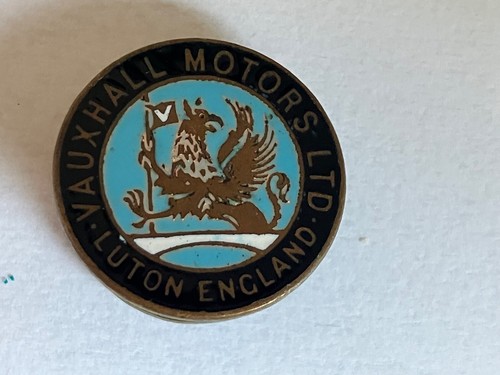 VAUXHALL MOTORS LTD·
·LUTON ENGLAND
V